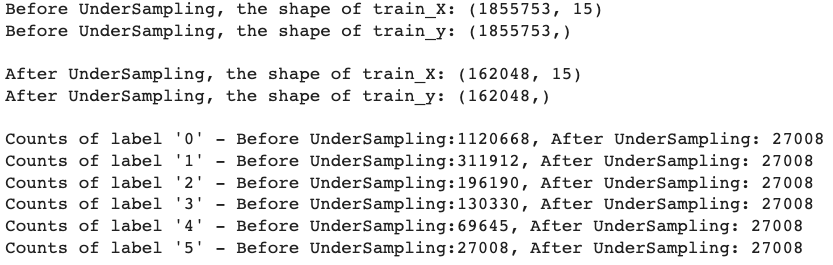 Before UnderSampling, the shape of train_X: (1855753, 15)
Before UnderSampling, the shape of train_y: (1855753,)
After UnderSampling, the shape of train_X: (162048, 15)
After UnderSampling, the shape of train_y: (162048,)
Counts of label '0' - Before UnderSampling:1120668, After UnderSampling: 27008
Counts of label '1' - Before UnderSampling:311912, After UnderSampling: 27008
Counts of label '2' - Before UnderSampling:196190, After UnderSampling: 27008
Counts of label '3' - Before UnderSampling:130330, After UnderSampling: 27008
Counts of label '4' - Before UnderSampling:69645, After UnderSampling: 27008
Counts of label '5' - Before UnderSampling:27008, After UnderSampling: 27008